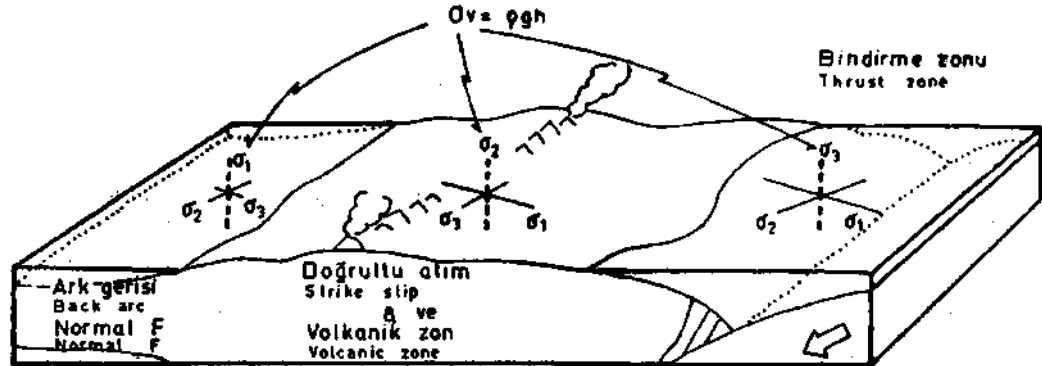 σv= ρgh
Bindirme zonu
Thrust zone
σ1
σ2
σ3
σ2
σ3
σ1
σ3
σ2
σ1
Ark gerisi
Back arc
Normal F
Normal F
Doğrultu atım
Strike slip
& ve
Volkanik zon
Volcanic zone